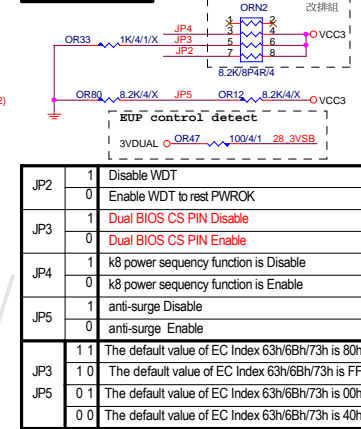 ORN2 改排組
1 2
JP4 3 4 VCC3
OR33 1K/4/1/X JP3 5 6
JP2 7 8
8.2K/8P4R/4
2)
OR80 8.2K/4/X JP5 OR12 8.2K/4/X VCC3
EUP control detect
3VDUAL OR47 100/4/1 28_3VSB
JP2 1 Disable WDT
0 Enable WDT to rest PWROK
JP3 1 Dual BIOS CS PIN Disable
0 Dual BIOS CS PIN Enable
JP4 1 k8 power sequency function is Disable
0 k8 power sequency function is Enable
JP5 1 anti-surge Disable
0 anti-surge Enable
JP3 JP5 1 1 The default value of EC Index 63h/6Bh/73h is 80h
1 0 The default value of EC Index 63h/6Bh/73h is FF
0 1 The default value of EC Index 63h/6Bh/73h is 00h
0 0 The default value of EC Index 63h/6Bh/73h is 40h